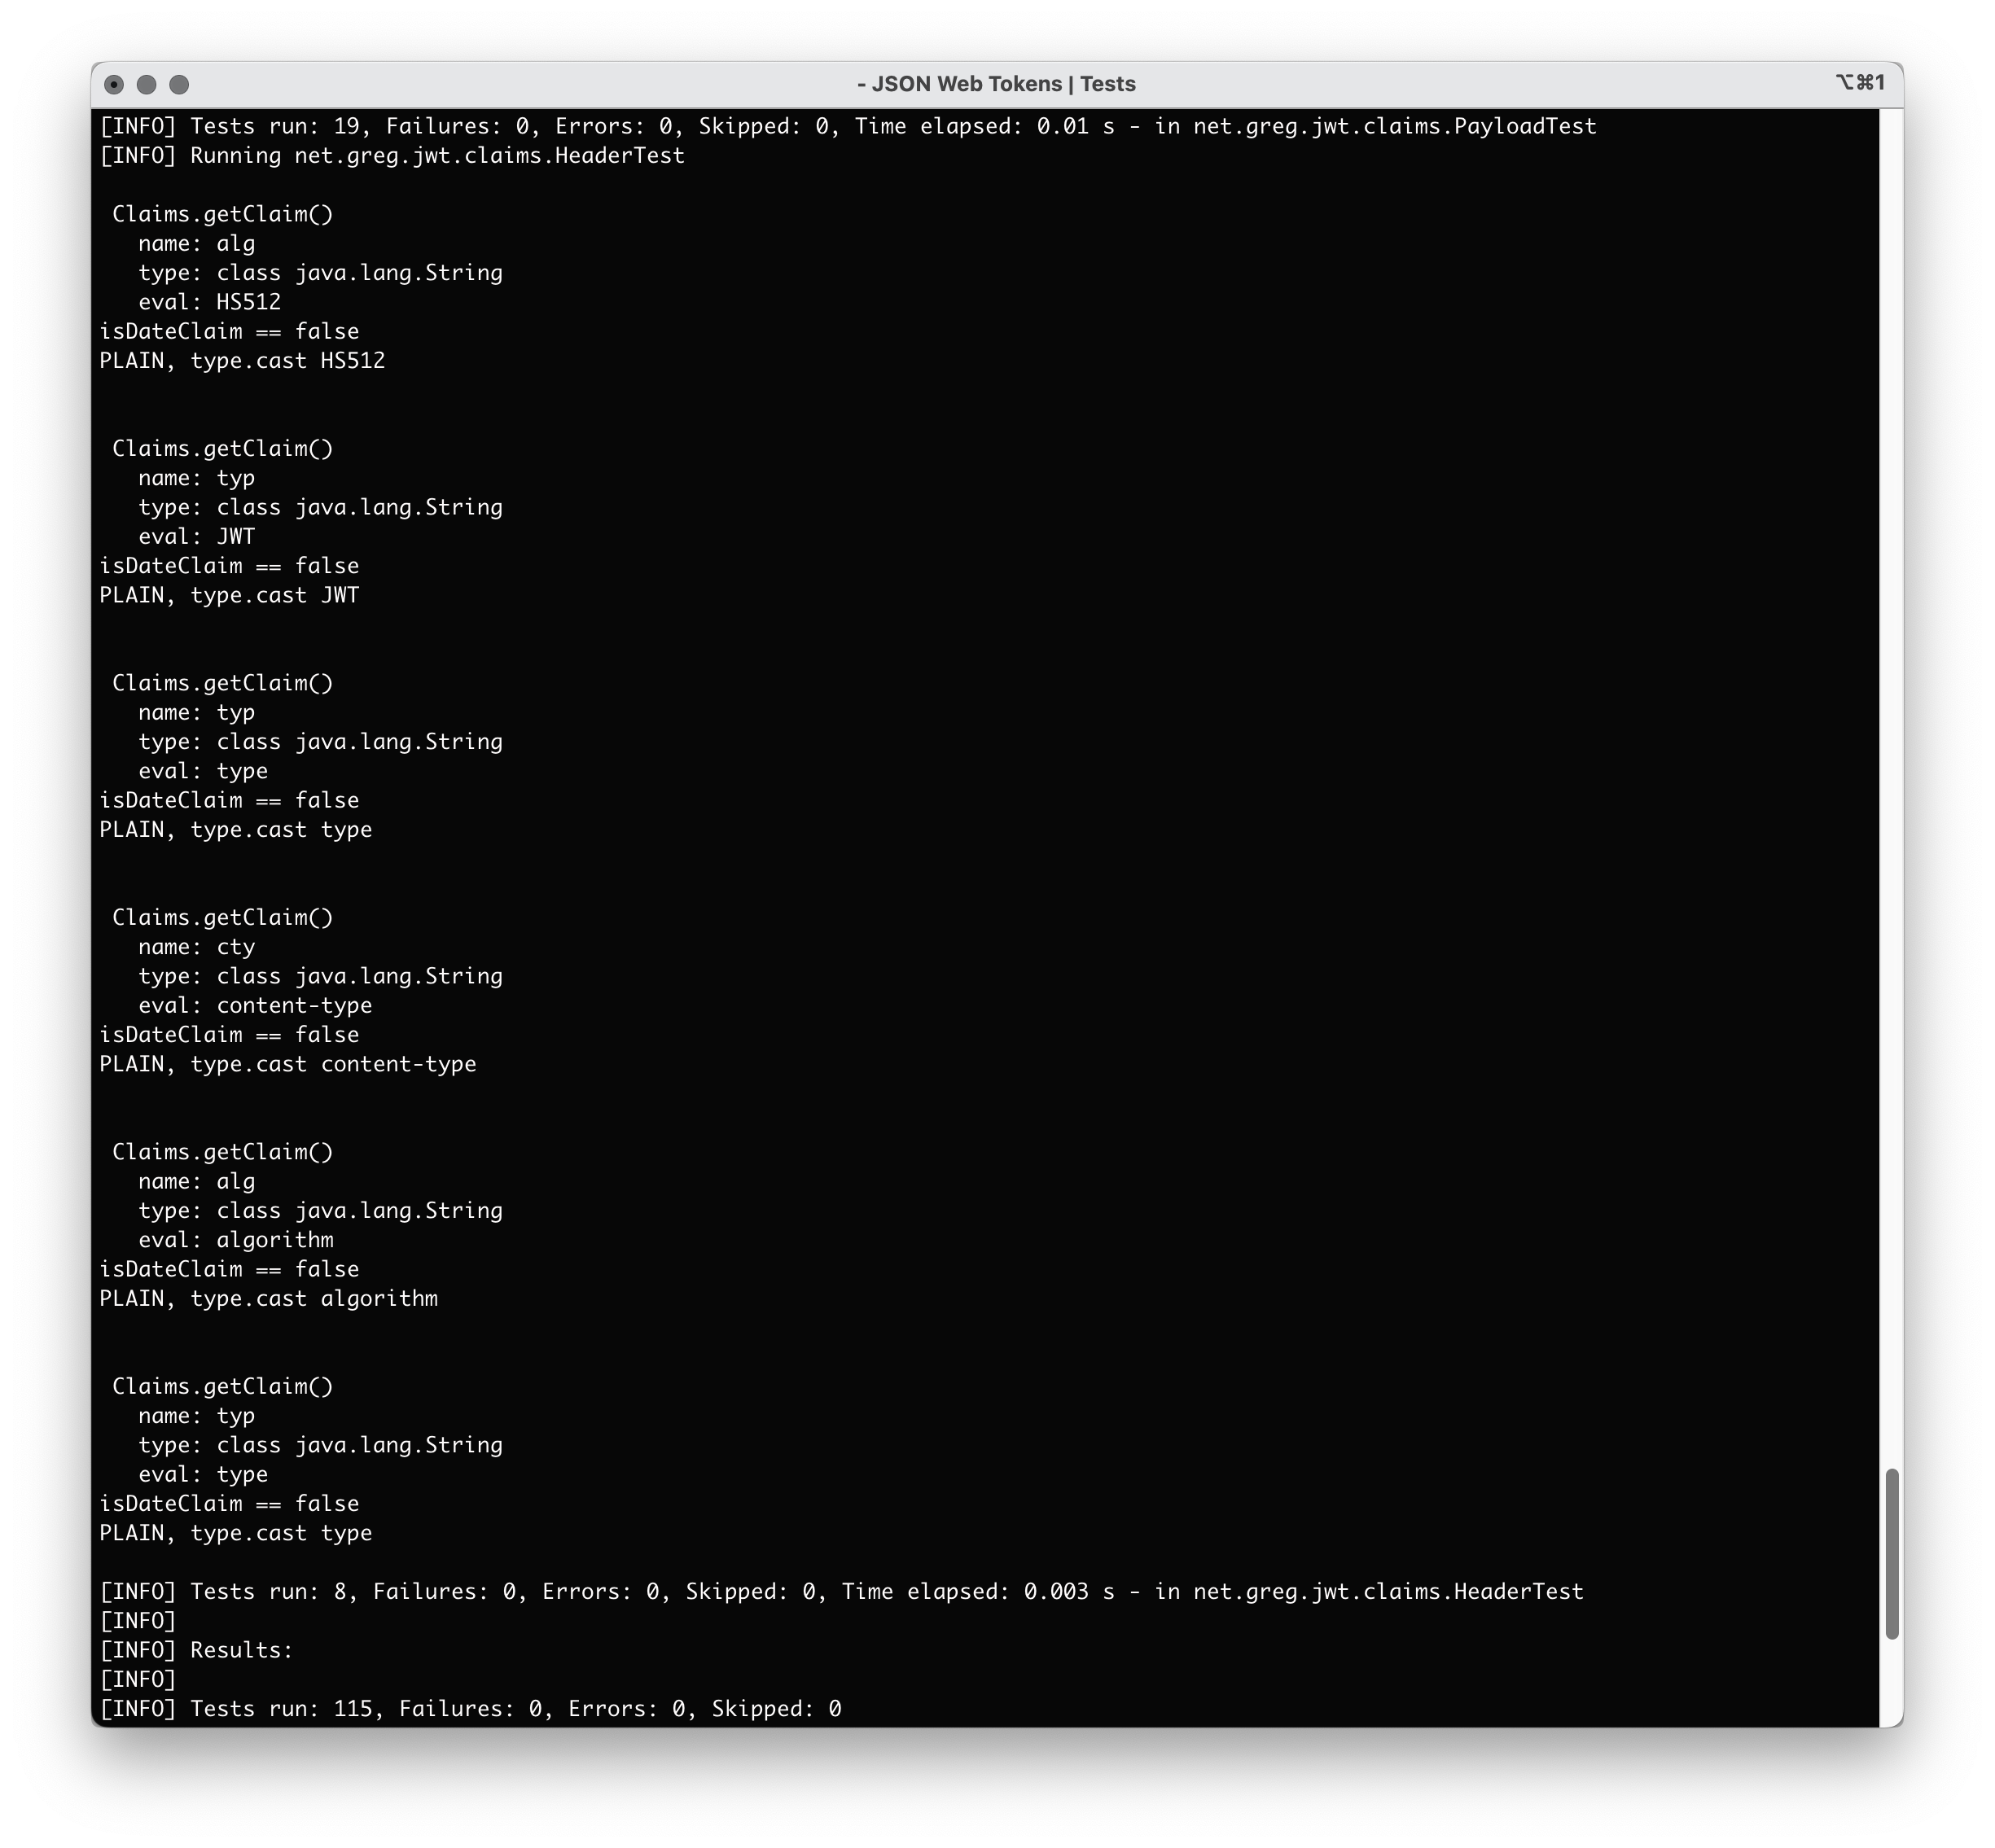 - JSON Web Tokens | Tests
⌥⌘1
[INFO] Tests run: 19, Failures: 0, Errors: 0, Skipped: 0, Time elapsed: 0.01 s - in net.greg.jwt.claims.PayloadTest
[INFO] Running net.greg.jwt.claims.HeaderTest
Claims.getClaim()
name: alg
type: class java.lang.String
eval: HS512
isDateClaim == false
PLAIN, type.cast HS512
Claims.getClaim()
name: typ
type: class java.lang.String
eval: JWT
isDateClaim == false
PLAIN, type.cast JWT
Claims.getClaim()
name: typ
type: class java.lang.String
eval: type
isDateClaim == false
PLAIN, type.cast type
Claims.getClaim()
name: cty
type: class java.lang.String
eval: content-type
isDateClaim == false
PLAIN, type.cast content-type
Claims.getClaim()
name: alg
type: class java.lang.String
eval: algorithm
isDateClaim == false
PLAIN, type.cast algorithm
Claims.getClaim()
name: typ
type: class java.lang.String
eval: type
isDateClaim == false
PLAIN, type.cast type
[INFO] Tests run: 8, Failures: 0, Errors: 0, Skipped: 0, Time elapsed: 0.003 s - in net.greg.jwt.claims.HeaderTest
[INFO]
[INFO] Results:
[INFO]
[INFO] Tests run: 115, Failures: 0, Errors: 0, Skipped: 0